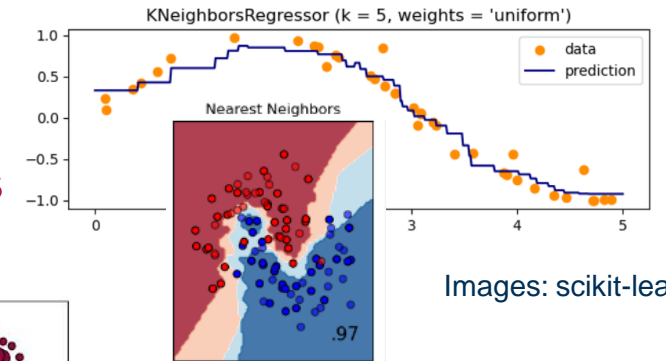 KNeighborsRegressor (k = 5, weights = 'uniform')
1.0
0.5
0.0
−0.5
−1.0
data
prediction
Nearest Neighbors
0
3
4
5
.97
Images: scikit-lea